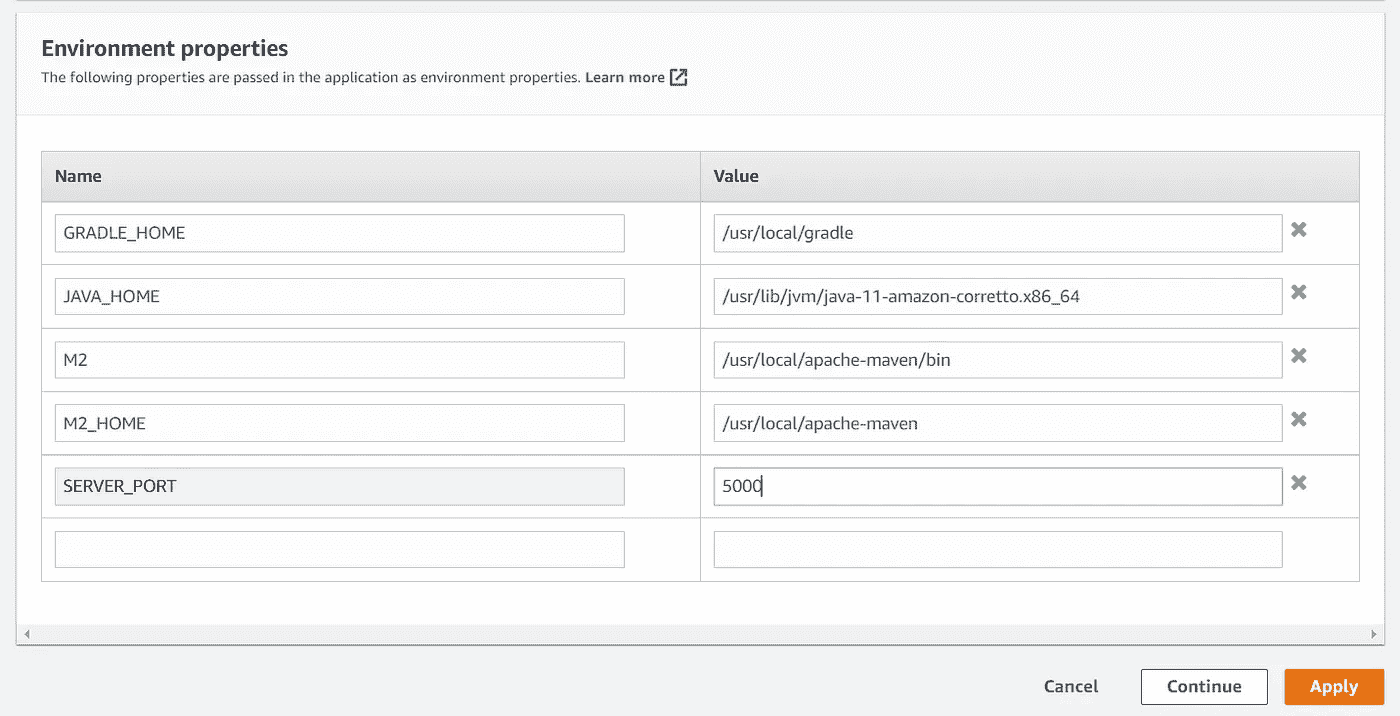 Environment properties
The following properties are passed in the application as environment properties. Learn more
Name Value
GRADLE_HOME /usr/local/gradle
JAVA_HOME /usr/lib/jvm/java-11-amazon-corretto.x86_64
M2 /usr/local/apache-maven/bin
M2_HOME /usr/local/apache-maven
SERVER_PORT 5000
Cancel Continue Apply